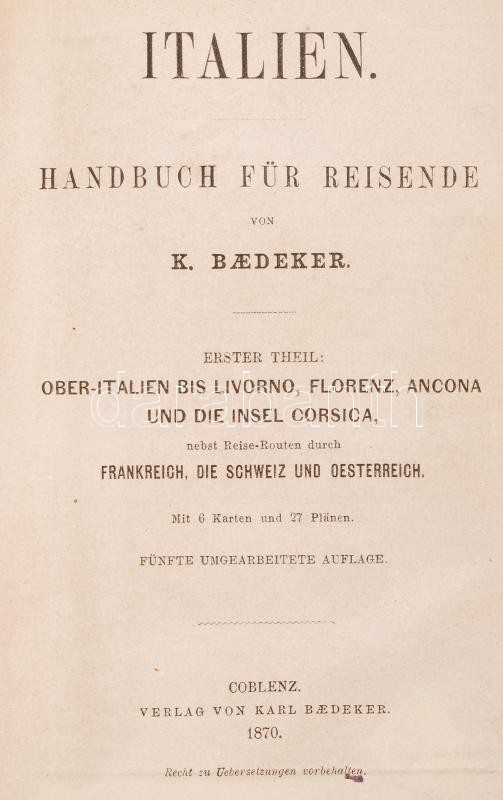 ITALIEN.
HANDBUCH FÜR REISENDE
VON
K. BÆDEKER.
ERSTER THEIL:
OBER-ITALIEN BIS LIVORNO, FLORENZ, ANCONA
UND DIE INSEL CORSICA,
nebst Reise-Routen durch
FRANKREICH, DIE SCHWEIZ UND OESTERREICH.
Mit 6 Karten und 27 Plänen.
FÜNFTE UMGEARBEITETE AUFLAGE.
COBLENZ.
VERLAG VON KARL BÆDEKER.
1870.
Recht zu Uebersetzungen vorbehalten.
darabanth